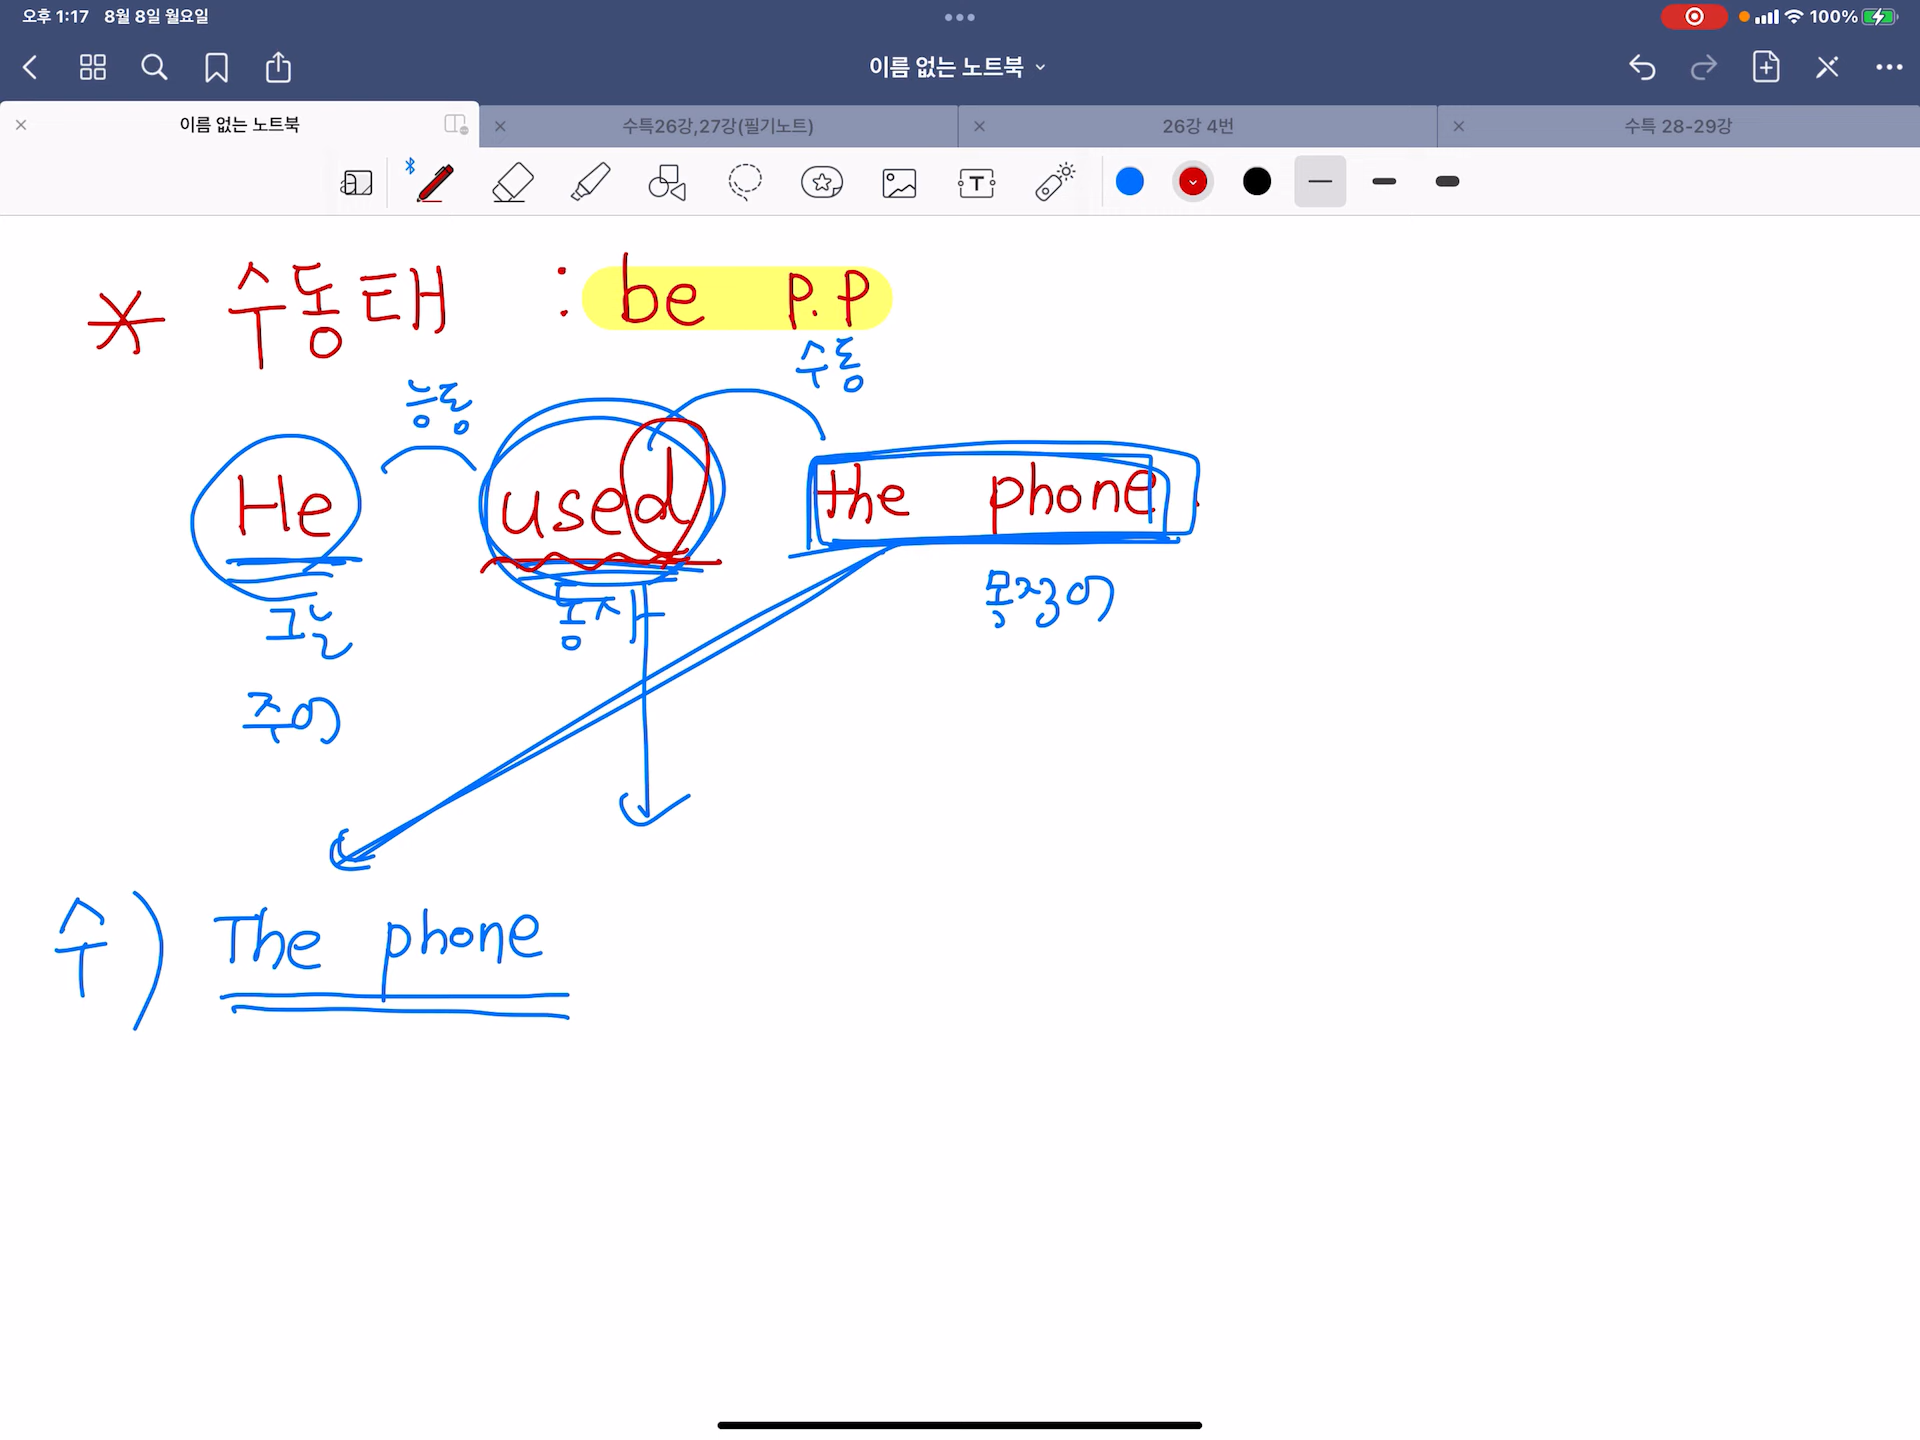 오후 1:17 8월 8일 월요일 100%
이름 없는 노트북
이름 없는 노트북 수특26강,27강(필기노트) 26강 4번 수특 28-29강
* 수동태 : be P.P
수동
능동
He used the phone.
동사 목적어
주어
수) The phone